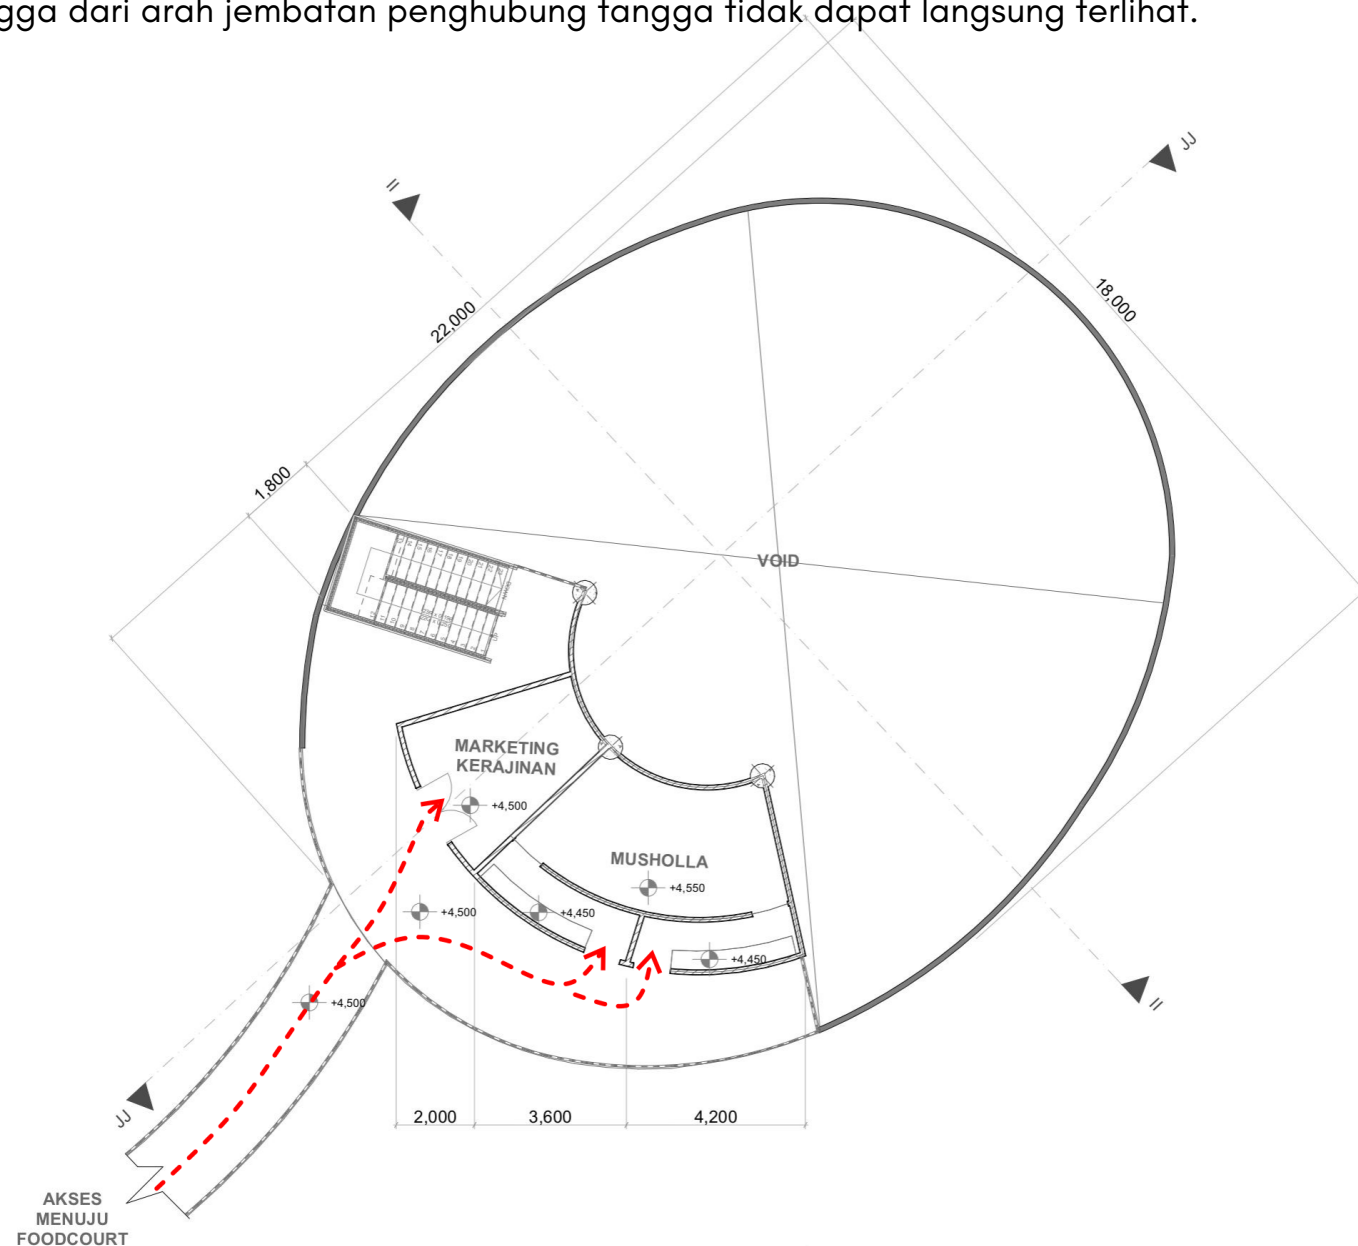 gga dari arah jembatan penghubung tangga tidak dapat langsung terlihat.
JJ
II
18,000
22,000
1,800
VOID
MARKETING
KERAJINAN
+4,500
MUSHOLLA
+4,550
+4,500
+4,450
+4,450
+4,500
II
JJ
2,000
3,600
4,200
AKSES
MENUJU
FOODCOURT